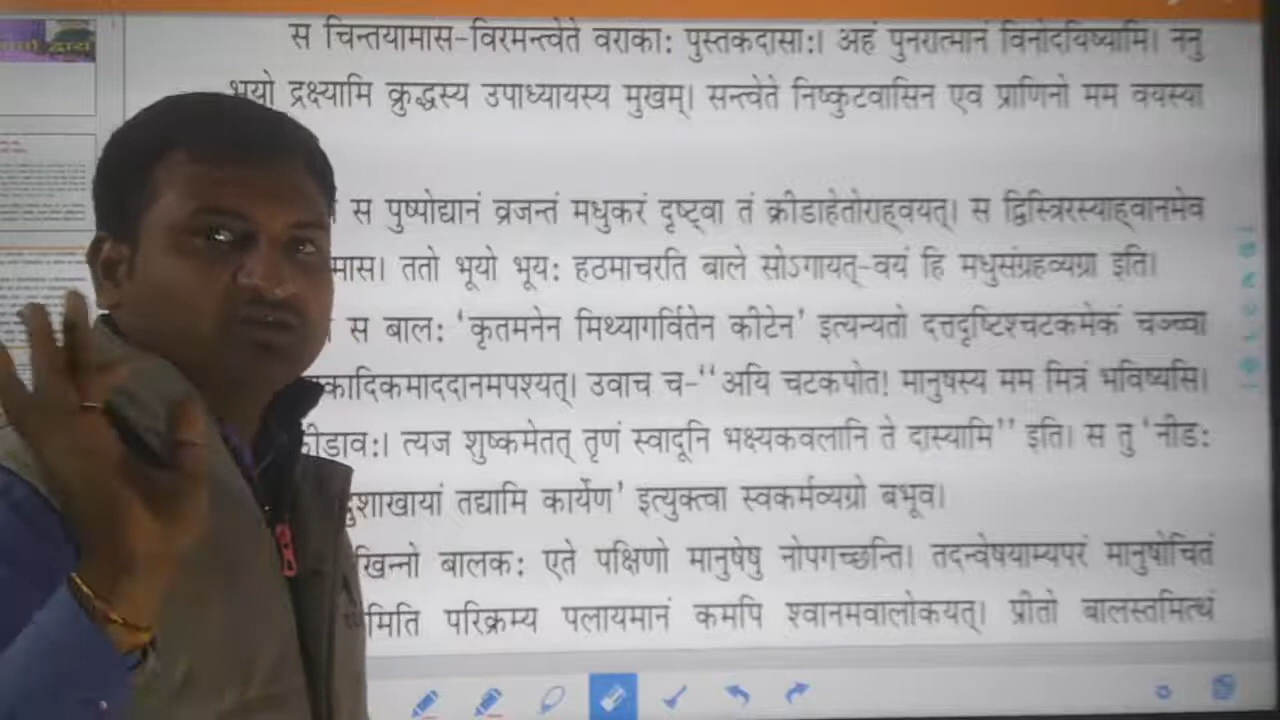 स चिन्तयामास-विरमन्त्वेते वराकाः पुस्तकदासाः। अहं पुनरात्मानं विनोदयिष्यामि। ननु
भूयो द्रक्ष्यामि क्रुद्धस्य उपाध्यायस्य मुखम्। सन्त्वेते निष्कुटवासिन एव प्राणिनो मम वयस्या
स पुष्पोद्यानं व्रजन्तं मधुकरं दृष्ट्वा तं क्रीडाहेतोराह्वयत्। स द्विस्त्रिरस्याह्वानमेव
मास। ततो भूयो भूयः हठमाचरति बाले सोऽगायत्-वयं हि मधुसंग्रहव्यग्रा इति।
स बालः 'कृतमनेन मिथ्यागर्वितेन कीटेन' इत्यन्यतो दत्तदृष्टिश्चटकमेकं चञ्च्वा
कादिकमाददानमपश्यत्। उवाच च-“अयि चटकपोत! मानुषस्य मम मित्रं भविष्यसि।
क्रीडावः। त्यज शुष्कमेतत् तृणं स्वादूनि भक्ष्यकवलानि ते दास्यामि” इति। स तु 'नीडः
शाखायां तद्यामि कार्येण' इत्युक्त्वा स्वकर्मव्यग्रो बभूव।
खिन्नो बालकः एते पक्षिणो मानुषेषु नोपगच्छन्ति। तदन्वेषयाम्यपरं मानुषोचितं
मिति परिक्रम्य पलायमानं कमपि श्वानमवालोकयत्। प्रीतो बालस्तमित्थं